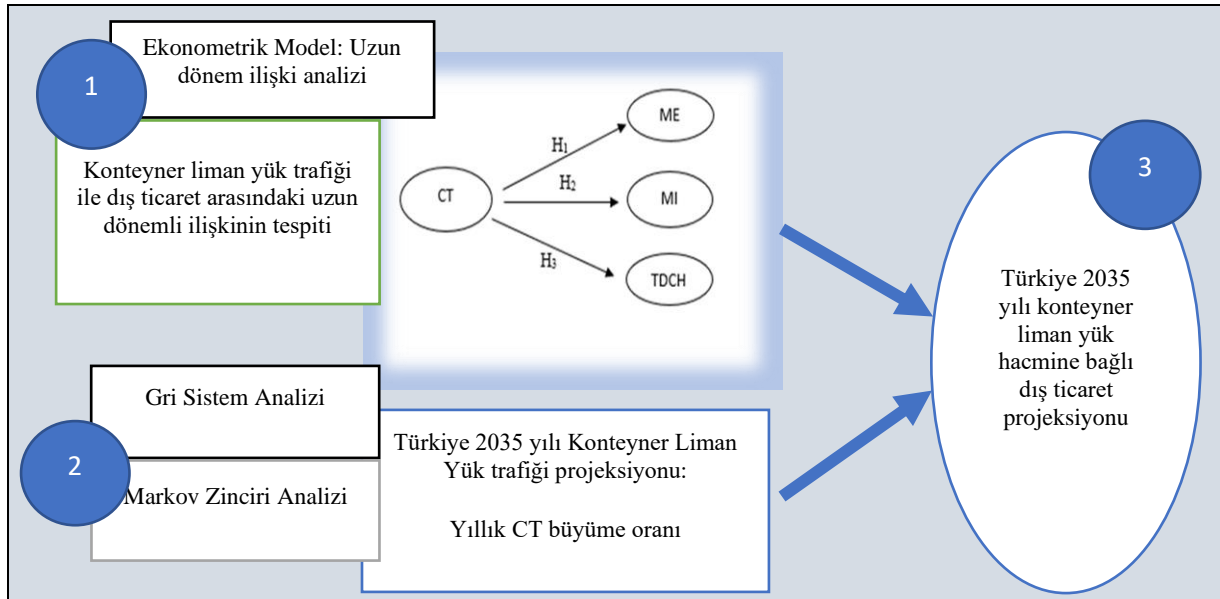 1
Ekonometrik Model: Uzun
dönem ilişki analizi
Konteyner liman yük trafiği
ile dış ticaret arasındaki uzun
dönemli ilişkinin tespiti
CT
H₁
H₂
H₃
ME
MI
TDCH
2
Gri Sistem Analizi
Markov Zinciri Analizi
Türkiye 2035 yılı Konteyner Liman
Yük trafiği projeksiyonu:
Yıllık CT büyüme oranı
3
Türkiye 2035
yılı konteyner
liman yük
hacmine bağlı
dış ticaret
projeksiyonu